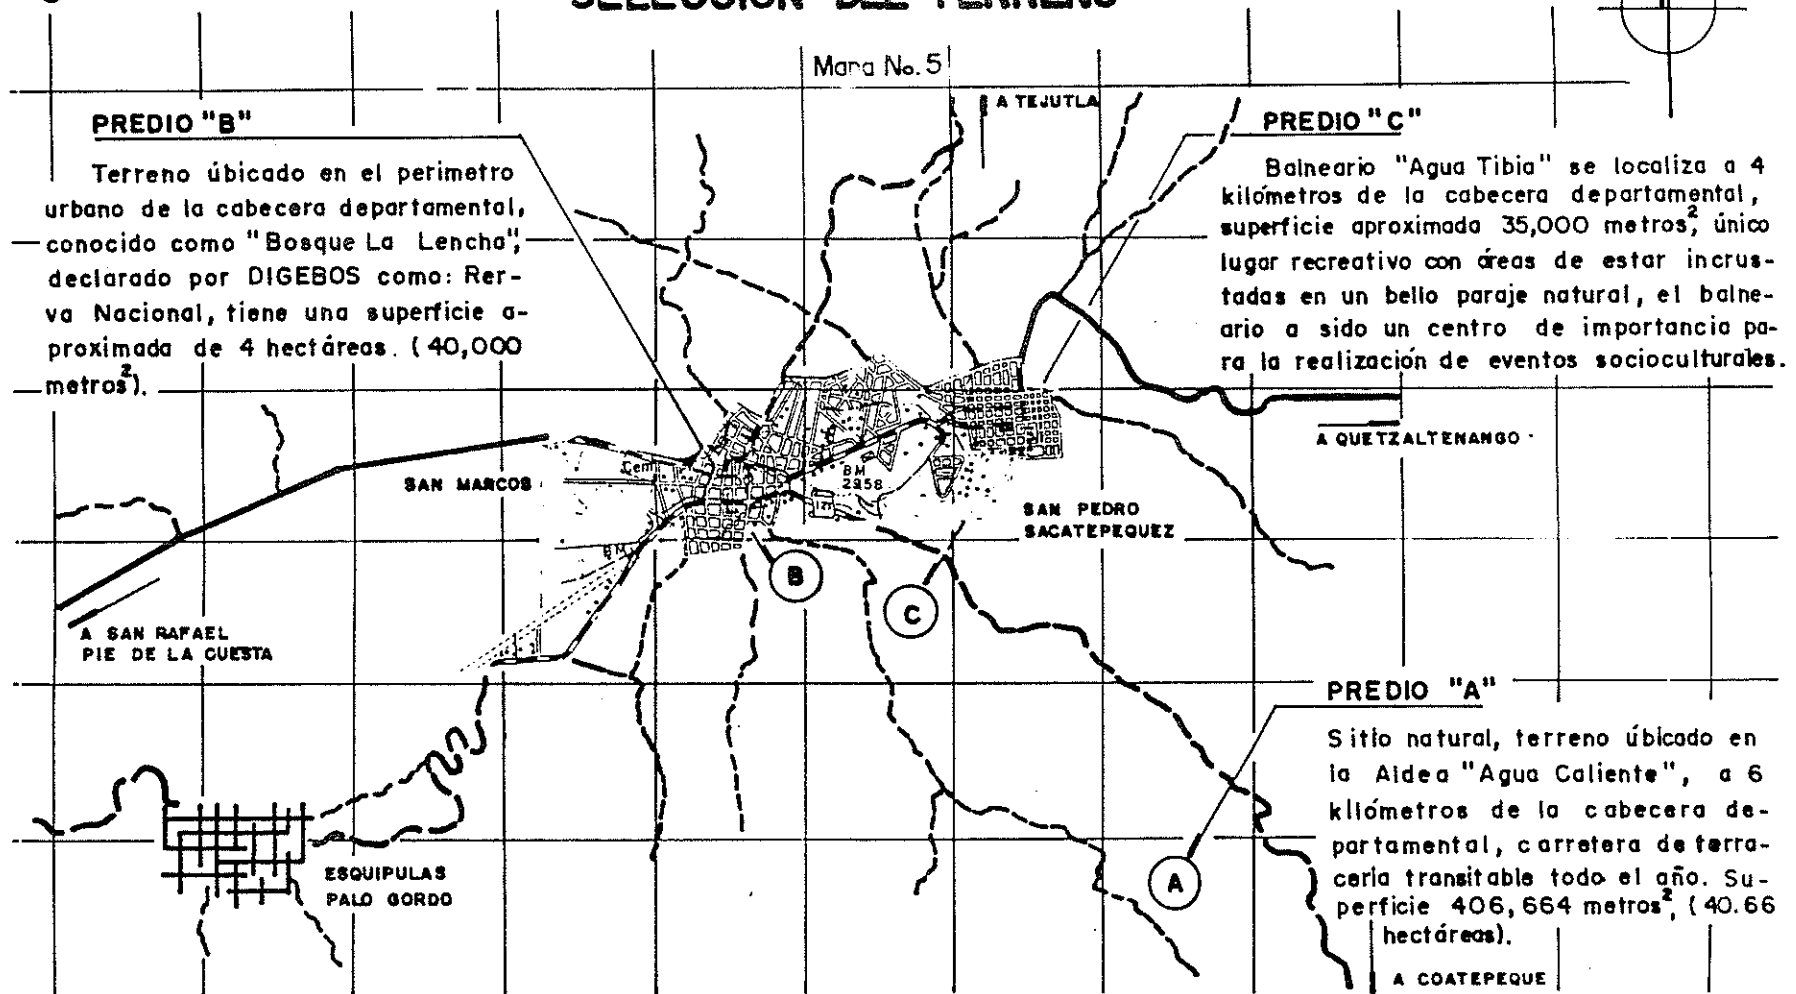 SELECCION DEL TERRENO
Mapa No. 5
PREDIO "B"
Terreno úbicado en el perimetro
urbano de la cabecera departamental,
conocido como "Bosque La Lencha",
declarado por DIGEBOS como: Rer-
va Nacional, tiene una superficie a-
proximada de 4 hectáreas. (40,000
metros²).
A TEJUTLA
PREDIO "C"
Balneario "Agua Tibia" se localiza a 4
kilómetros de la cabecera departamental,
superficie aproximada 35,000 metros², único
lugar recreativo con áreas de estar incrus-
tadas en un bello paraje natural, el balne-
ario a sido un centro de importancia pa-
ra la realización de eventos socioculturales.
A QUETZALTENANGO
SAN MARCOS
Cem
BM
2358
SAN PEDRO
SACATEPEQUEZ
BM
B
C
A SAN RAFAEL
PIE DE LA CUESTA
PREDIO "A"
Sitio natural, terreno úbicado en
la Aldea "Agua Caliente", a 6
kilómetros de la cabecera de-
partamental, carretera de terra-
cería transitable todo el año. Su-
perficie 406,664 metros², (40.66
hectáreas).
A
ESQUIPULAS
PALO GORDO
A COATEPEQUE